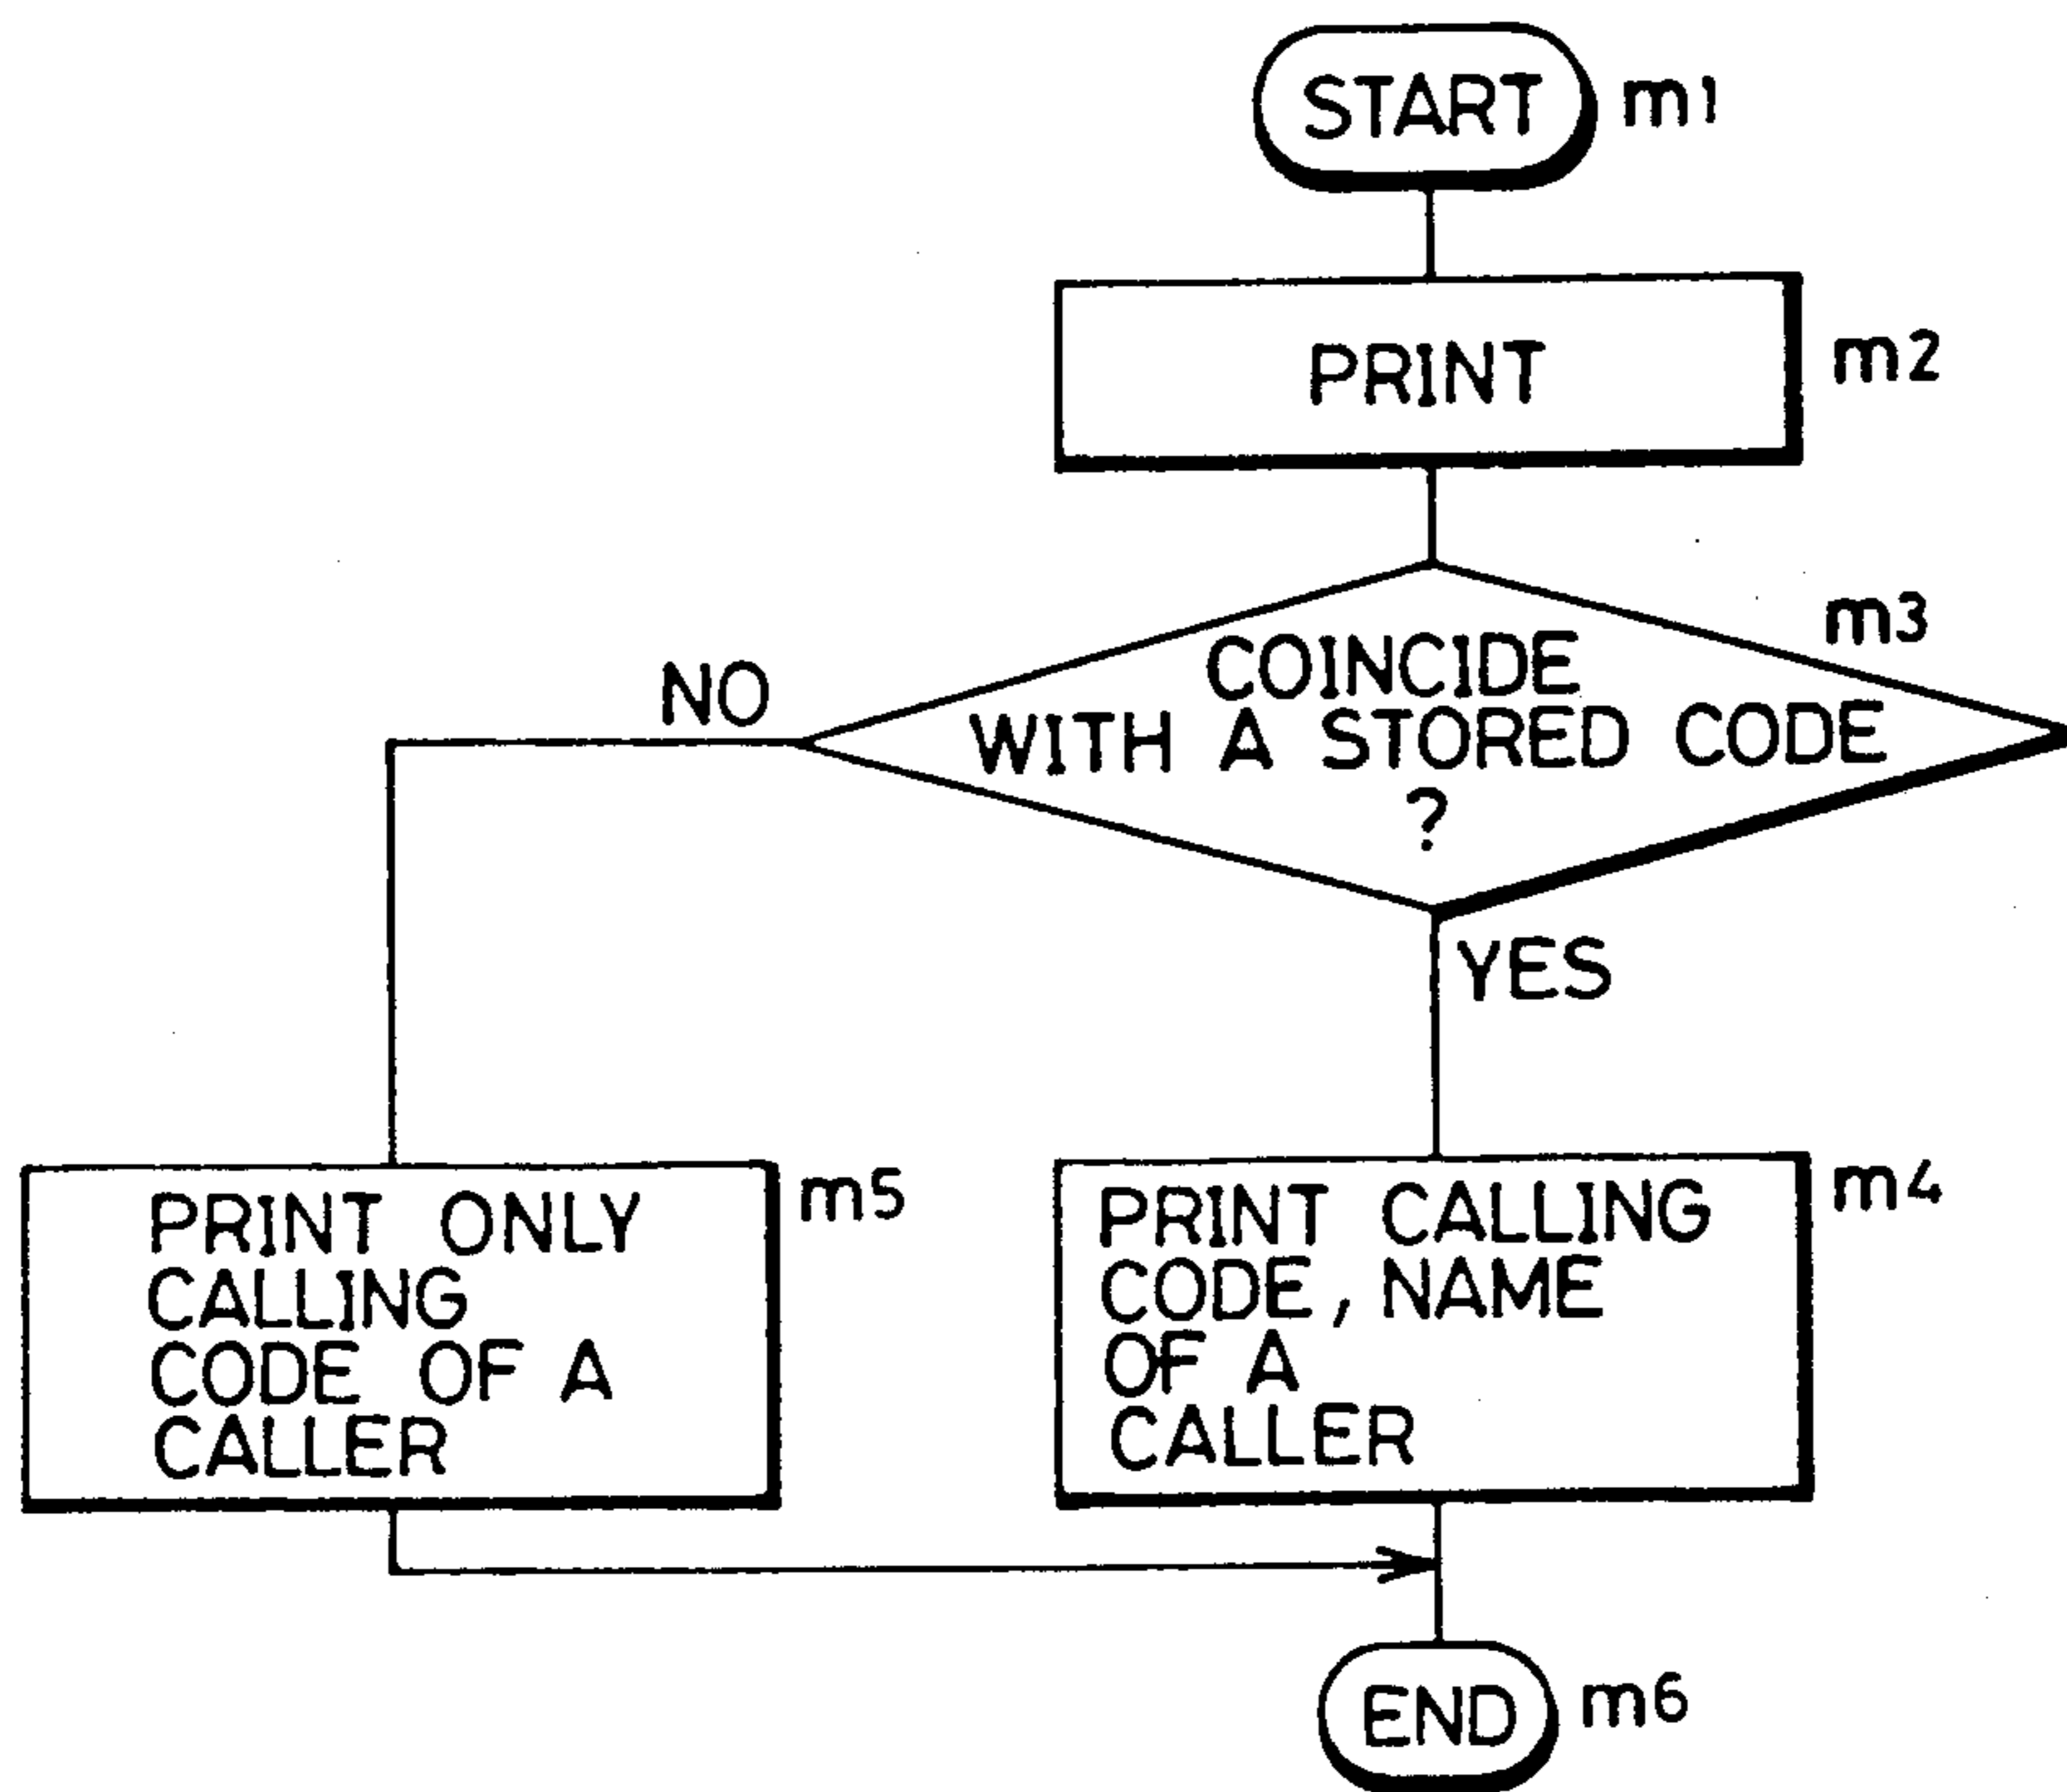 START m1
PRINT m2
m3
COINCIDE
WITH A STORED CODE
?
NO
YES
m5
PRINT ONLY
CALLING
CODE OF A
CALLER
m4
PRINT CALLING
CODE, NAME
OF A
CALLER
END m6